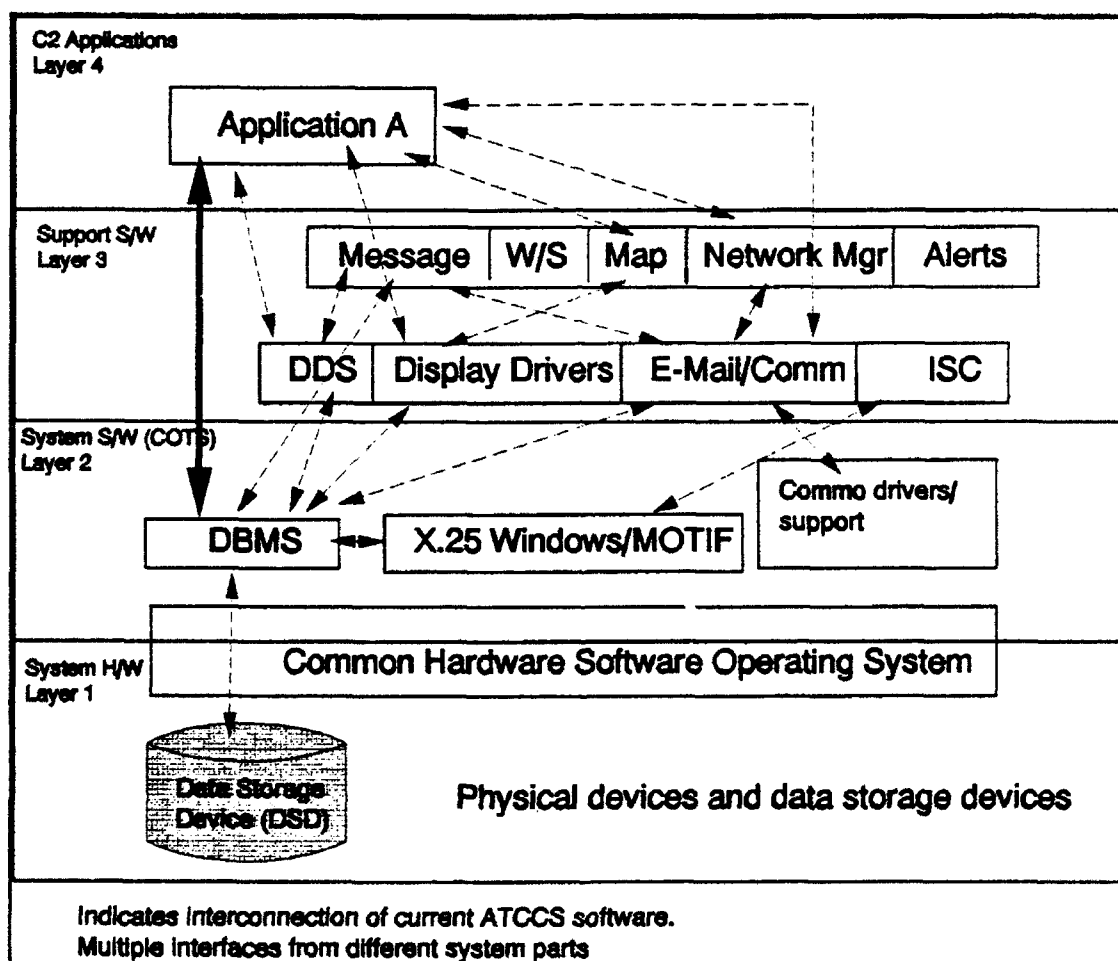 C2 Applications
Layer 4
Application A
Support S/W
Layer 3
Message W/S Map Network Mgr Alerts
DDS Display Drivers E-Mail/Comm ISC
System S/W (COTS)
Layer 2
Commo drivers/
support
DBMS X.25 Windows/MOTIF
System H/W
Layer 1
Common Hardware Software Operating System
Data Storage
Device (DSD)
Physical devices and data storage devices
Indicates interconnection of current ATCCS software.
Multiple interfaces from different system parts